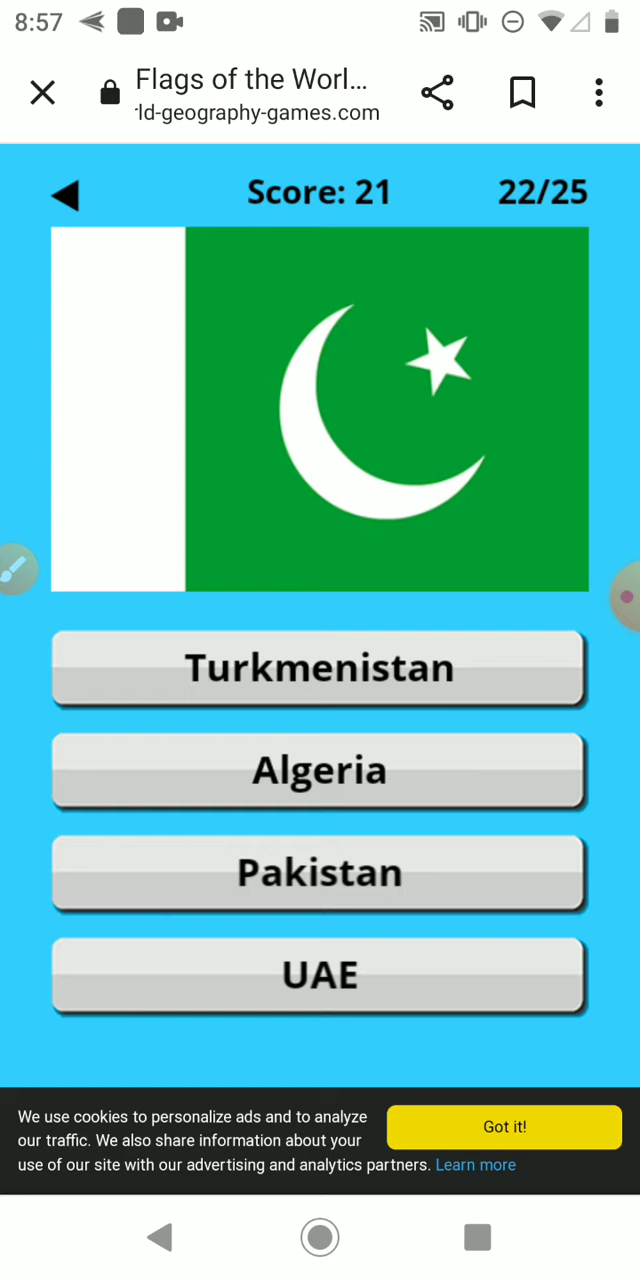 8:57
Flags of the Worl...
rld-geography-games.com
Score: 21
22/25
Turkmenistan
Algeria
Pakistan
UAE
We use cookies to personalize ads and to analyze
our traffic. We also share information about your
use of our site with our advertising and analytics partners. Learn more
Got it!